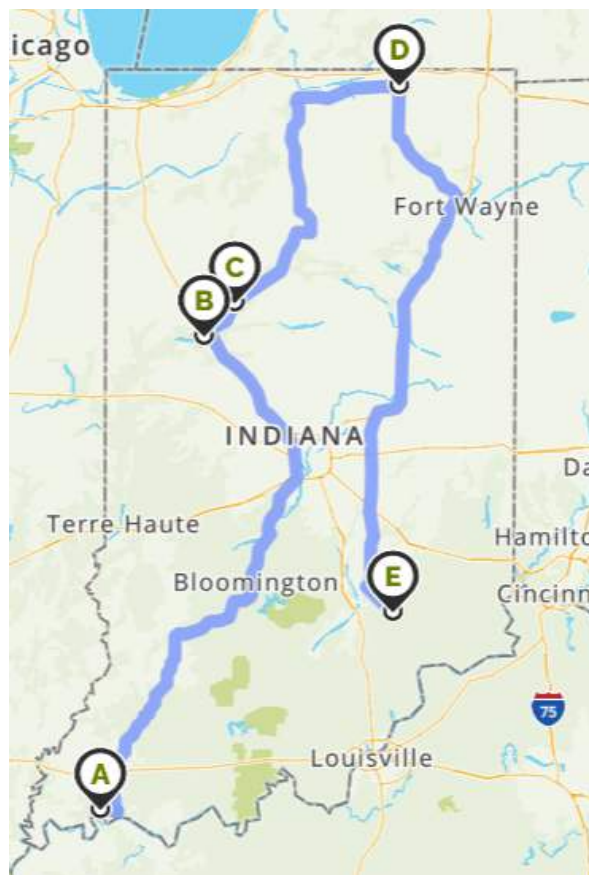 icago
D
Fort Wayne
C
B
INDIANA
Da
Terre Haute
Hamilto
Bloomington
E
Cincinn
75
A
Louisville